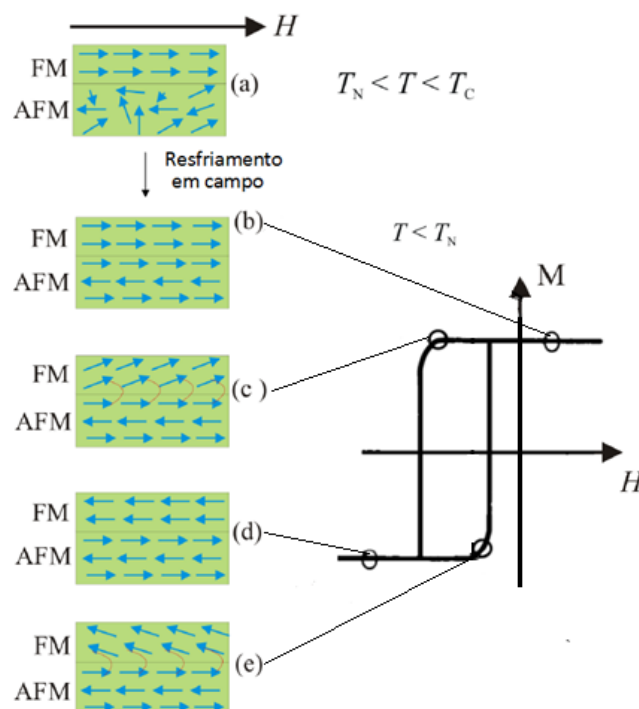 H
FM
AFM
(a)
T_N < T < T_C
Resfriamento
em campo
FM
AFM
(b)
T < T_N
M
FM
AFM
(c )
H
FM
AFM
(d)
FM
AFM
(e)